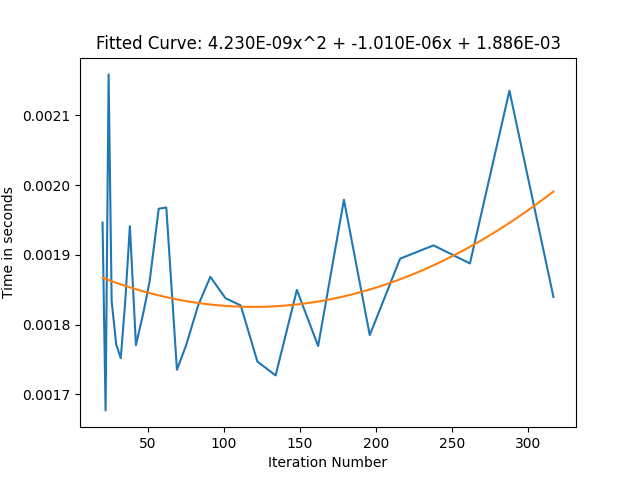 Fitted Curve: 4.230E-09x^2 + -1.010E-06x + 1.886E-03
0.0021
0.0020
0.0019
0.0018
0.0017
Time in seconds
50 100 150 200 250 300
Iteration Number